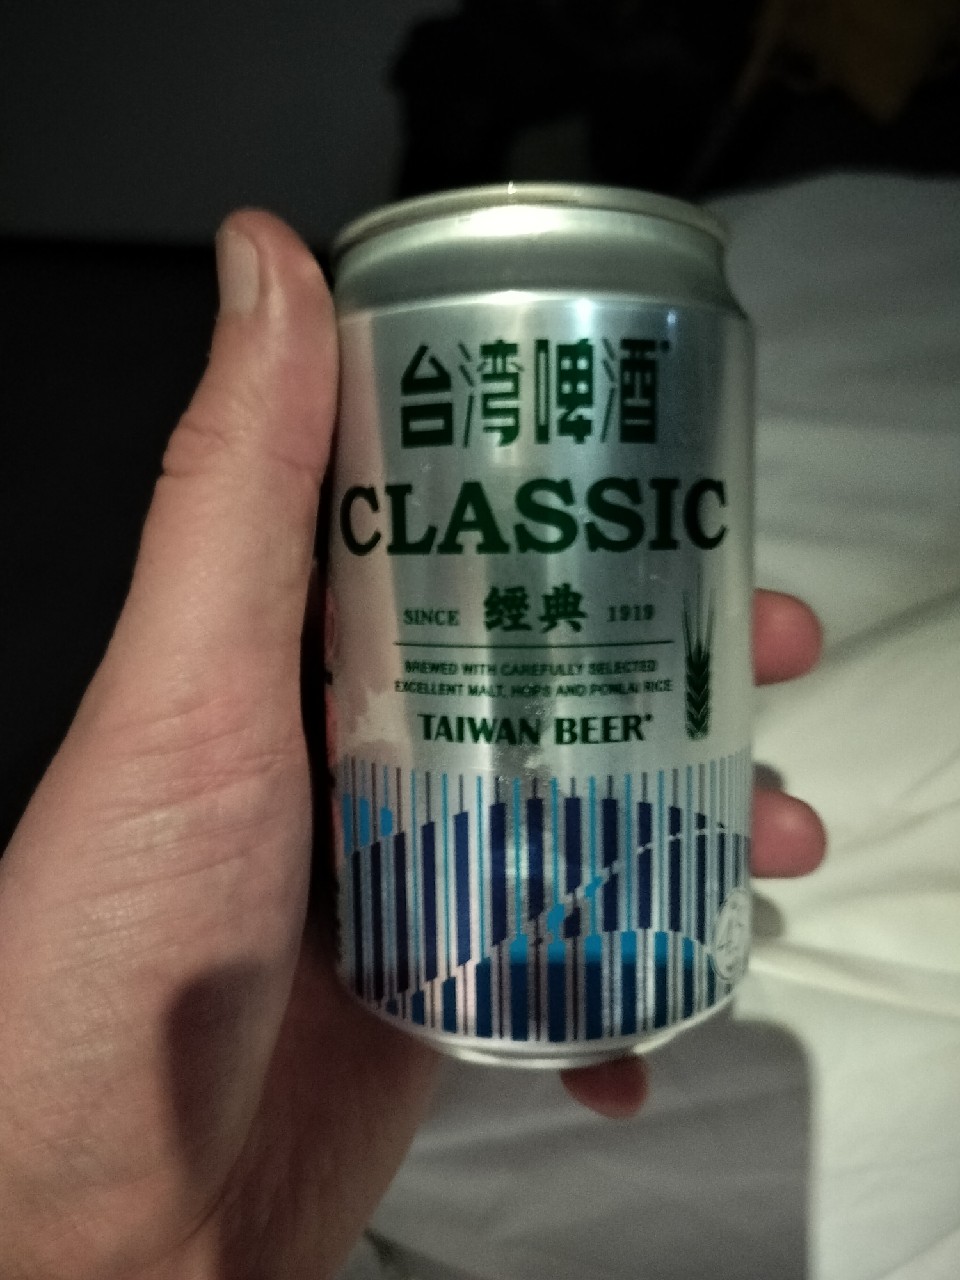 台湾啤酒
CLASSIC
SINCE 經典 1919
BREWED WITH CAREFULLY SELECTED
EXCELLENT MALT, HOPS AND PONLAI RICE
TAIWAN BEER